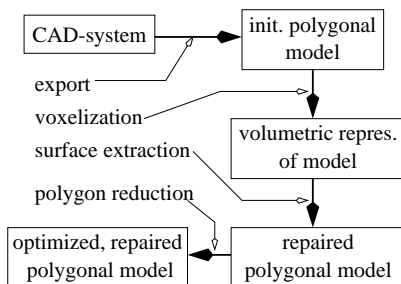 CAD-system
init. polygonal
model
export
voxelization
volumetric repres.
of model
surface extraction
polygon reduction
optimized, repaired
polygonal model
repaired
polygonal model